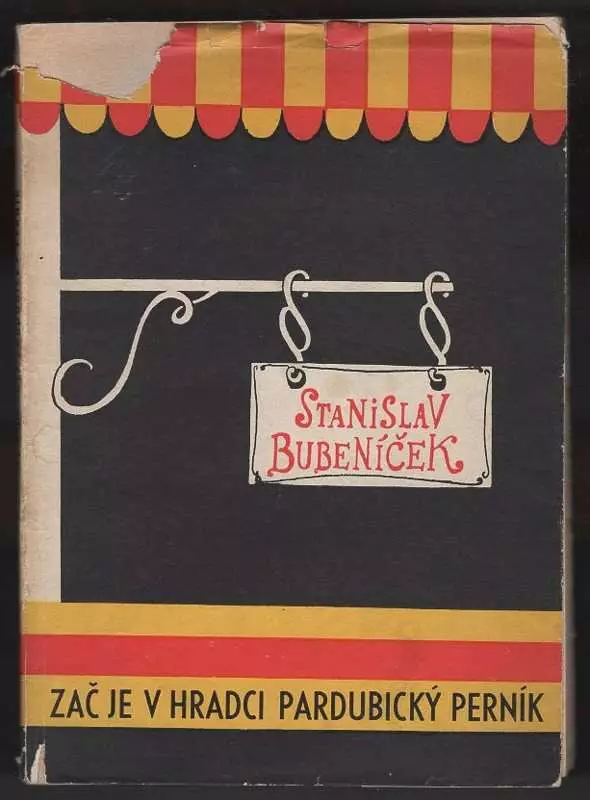 STANiSLAV
BUBENÍČEK
ZAČ JE V HRADCI PARDUBICKÝ PERNÍK